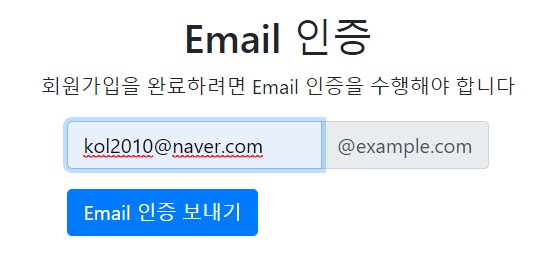 Email 인증
회원가입을 완료하려면 Email 인증을 수행해야 합니다
kol2010@naver.com @example.com
Email 인증 보내기